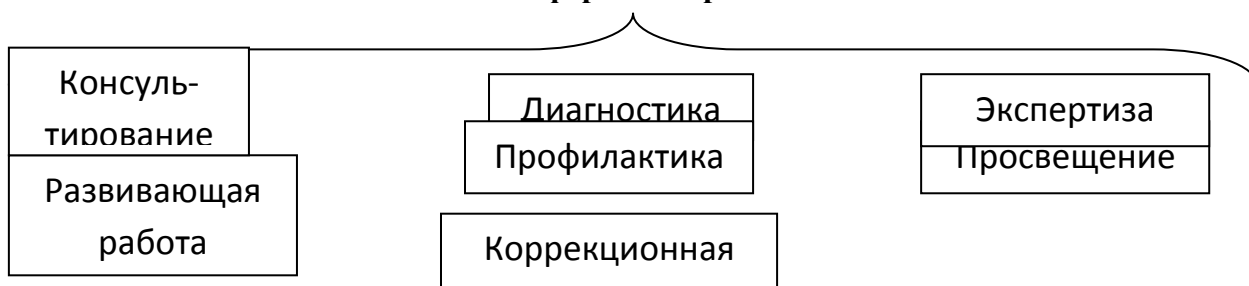 Консуль-
тирование
Диагностика
Экспертиза
Развивающая
работа
Профилактика
Просвещение
Коррекционная